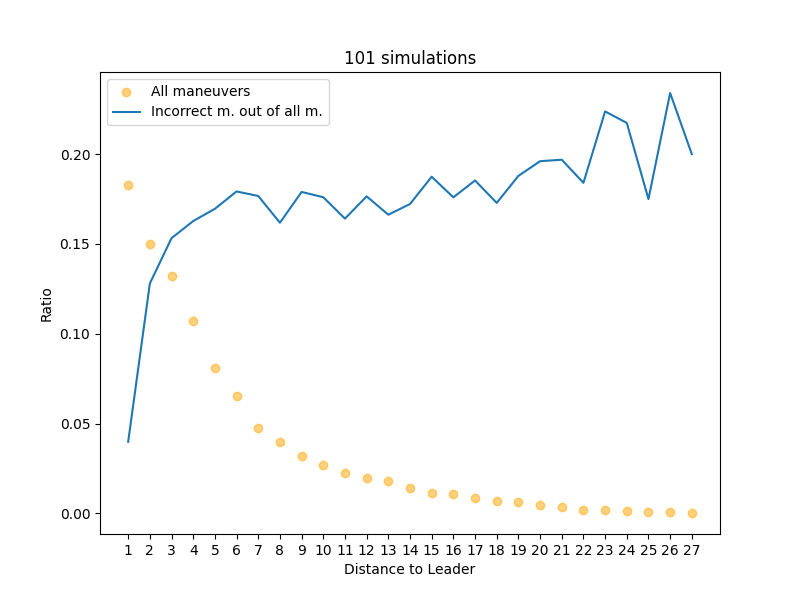 101 simulations
All maneuvers
Incorrect m. out of all m.
0.20
0.15
0.10
0.05
0.00
Ratio
1 2 3 4 5 6 7 8 9 10 11 12 13 14 15 16 17 18 19 20 21 22 23 24 25 26 27
Distance to Leader